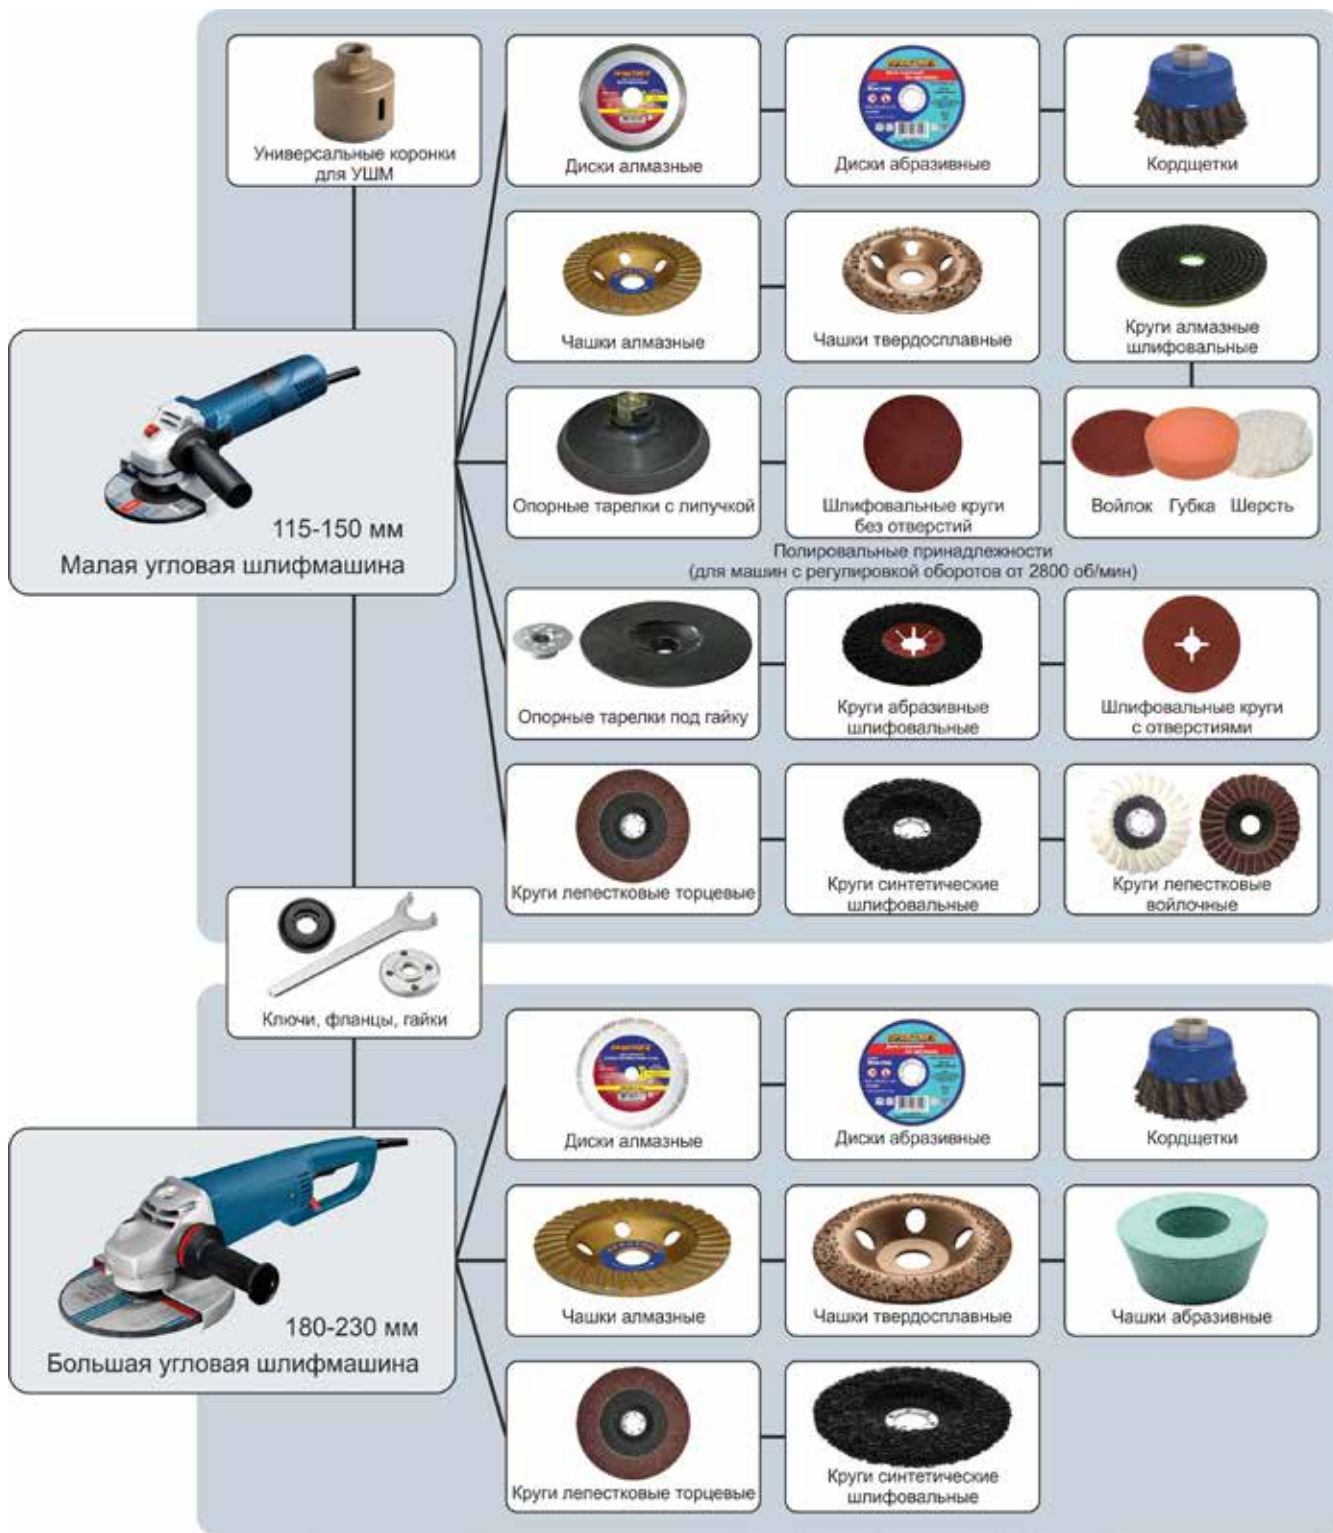 Универсальные коронки
для УШМ
Диски алмазные
Диски абразивные
Кордщетки
Чашки алмазные
Чашки твердосплавные
Круги алмазные
шлифовальные
115-150 мм
Малая угловая шлифмашина
Опорные тарелки с липучкой
Шлифовальные круги
без отверстий
Войлок Губка Шерсть
Полировальные принадлежности
(для машин с регулировкой оборотов от 2800 об/мин)
Опорные тарелки под гайку
Круги абразивные
шлифовальные
Шлифовальные круги
с отверстиями
Круги лепестковые торцевые
Круги синтетические
шлифовальные
Круги лепестковые
войлочные
Ключи, фланцы, гайки
Диски алмазные
Диски абразивные
Кордщетки
180-230 мм
Большая угловая шлифмашина
Чашки алмазные
Чашки твердосплавные
Чашки абразивные
Круги лепестковые торцевые
Круги синтетические
шлифовальные